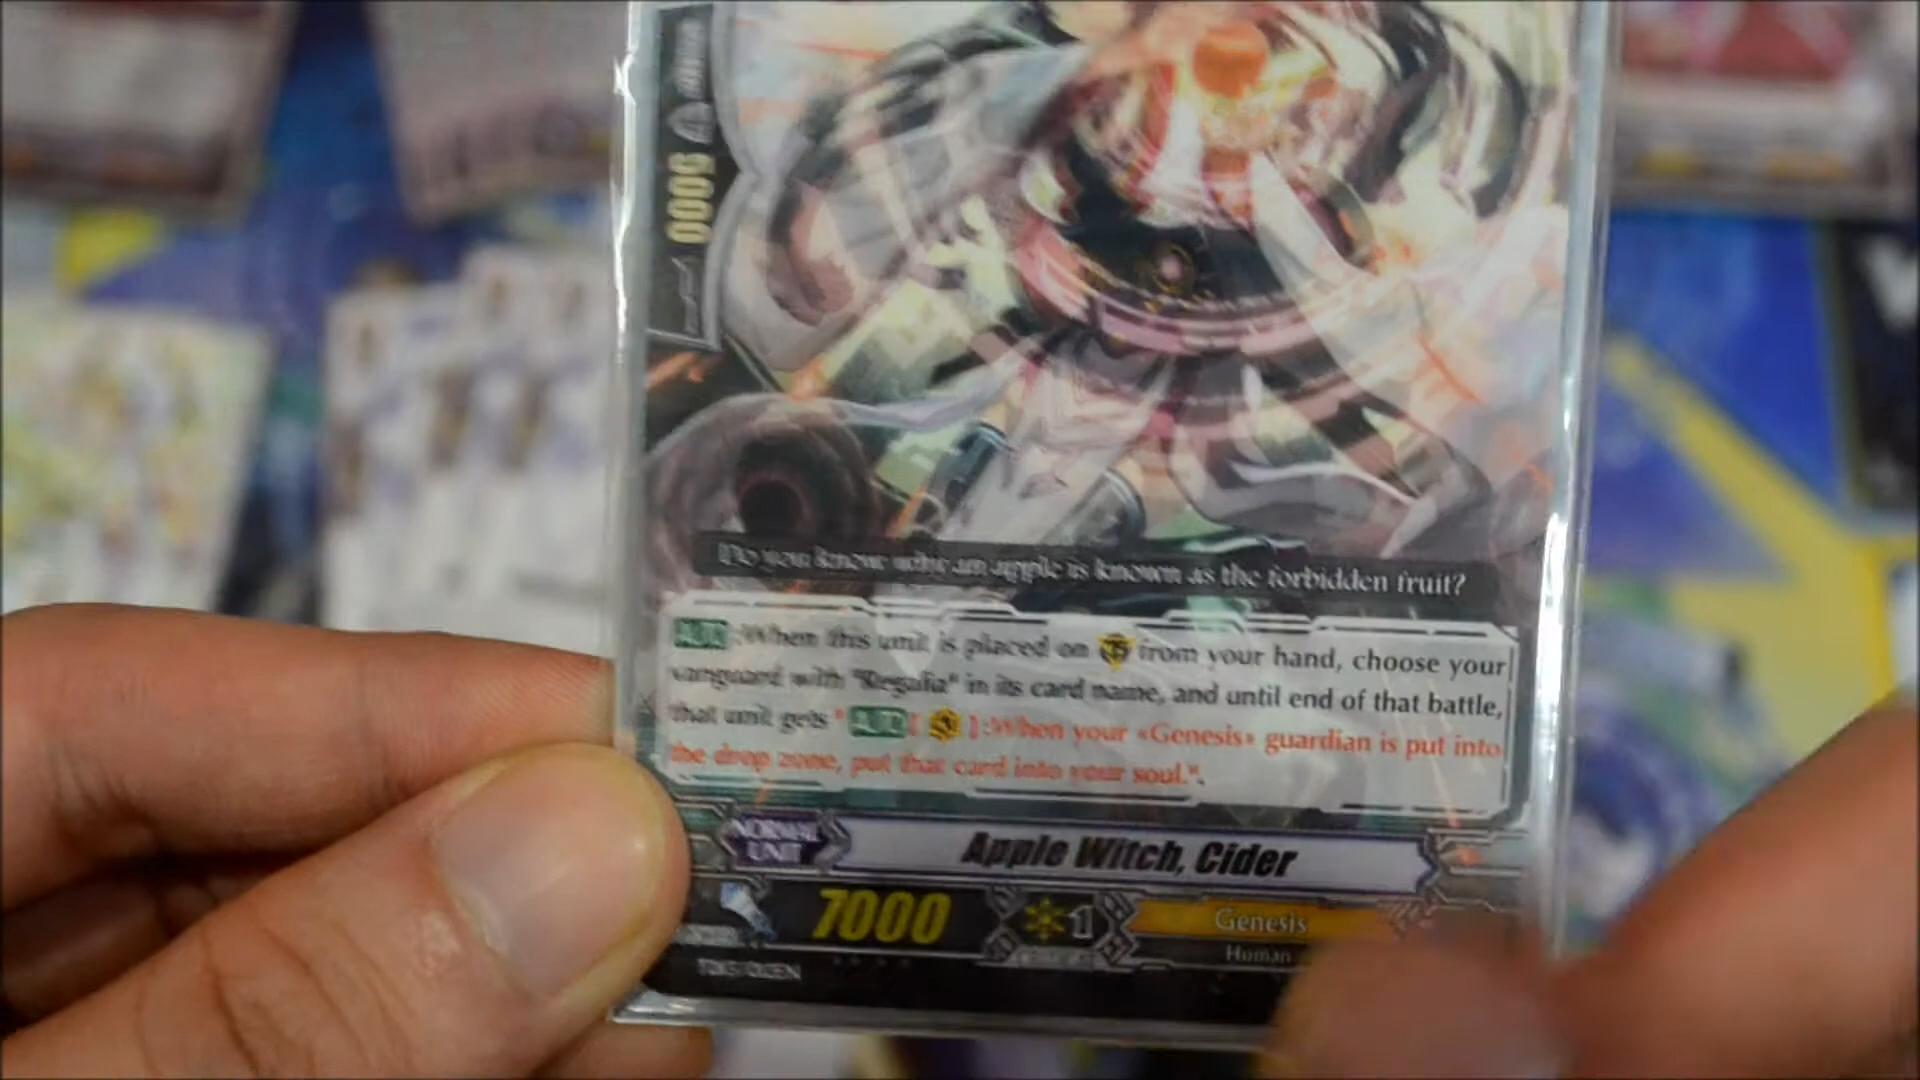 5000
Do you know why an apple is known as the forbidden fruit?
AUTO :When this unit is placed on from your hand, choose your
vanguard with "Regalia" in its card name, and until end of that battle,
that unit gets " AUTO [ ] :When your «Genesis» guardian is put into
the drop zone, put that card into your soul.".
NORMAL
UNIT
Apple Witch, Cider
7000
1
Genesis
Human